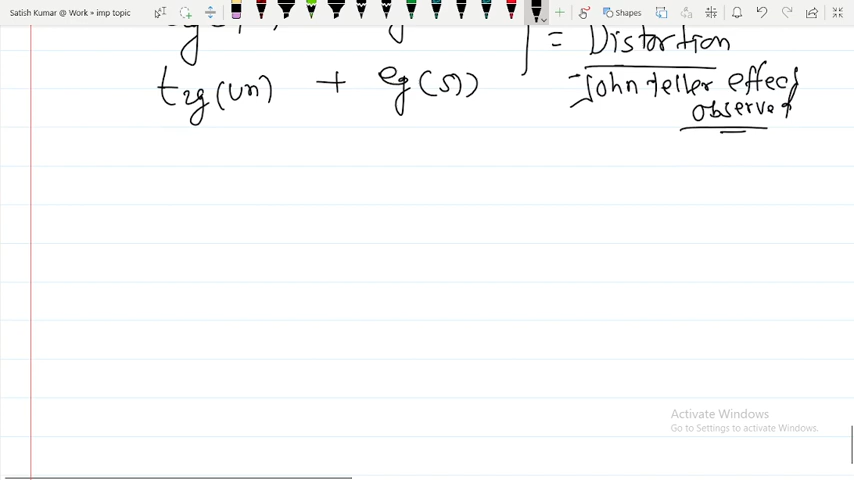 Satish Kumar @ Work » imp topic
Shapes
= Distortion
t2g(un) + eg(s))
John teller effect
observed
Activate Windows
Go to Settings to activate Windows.